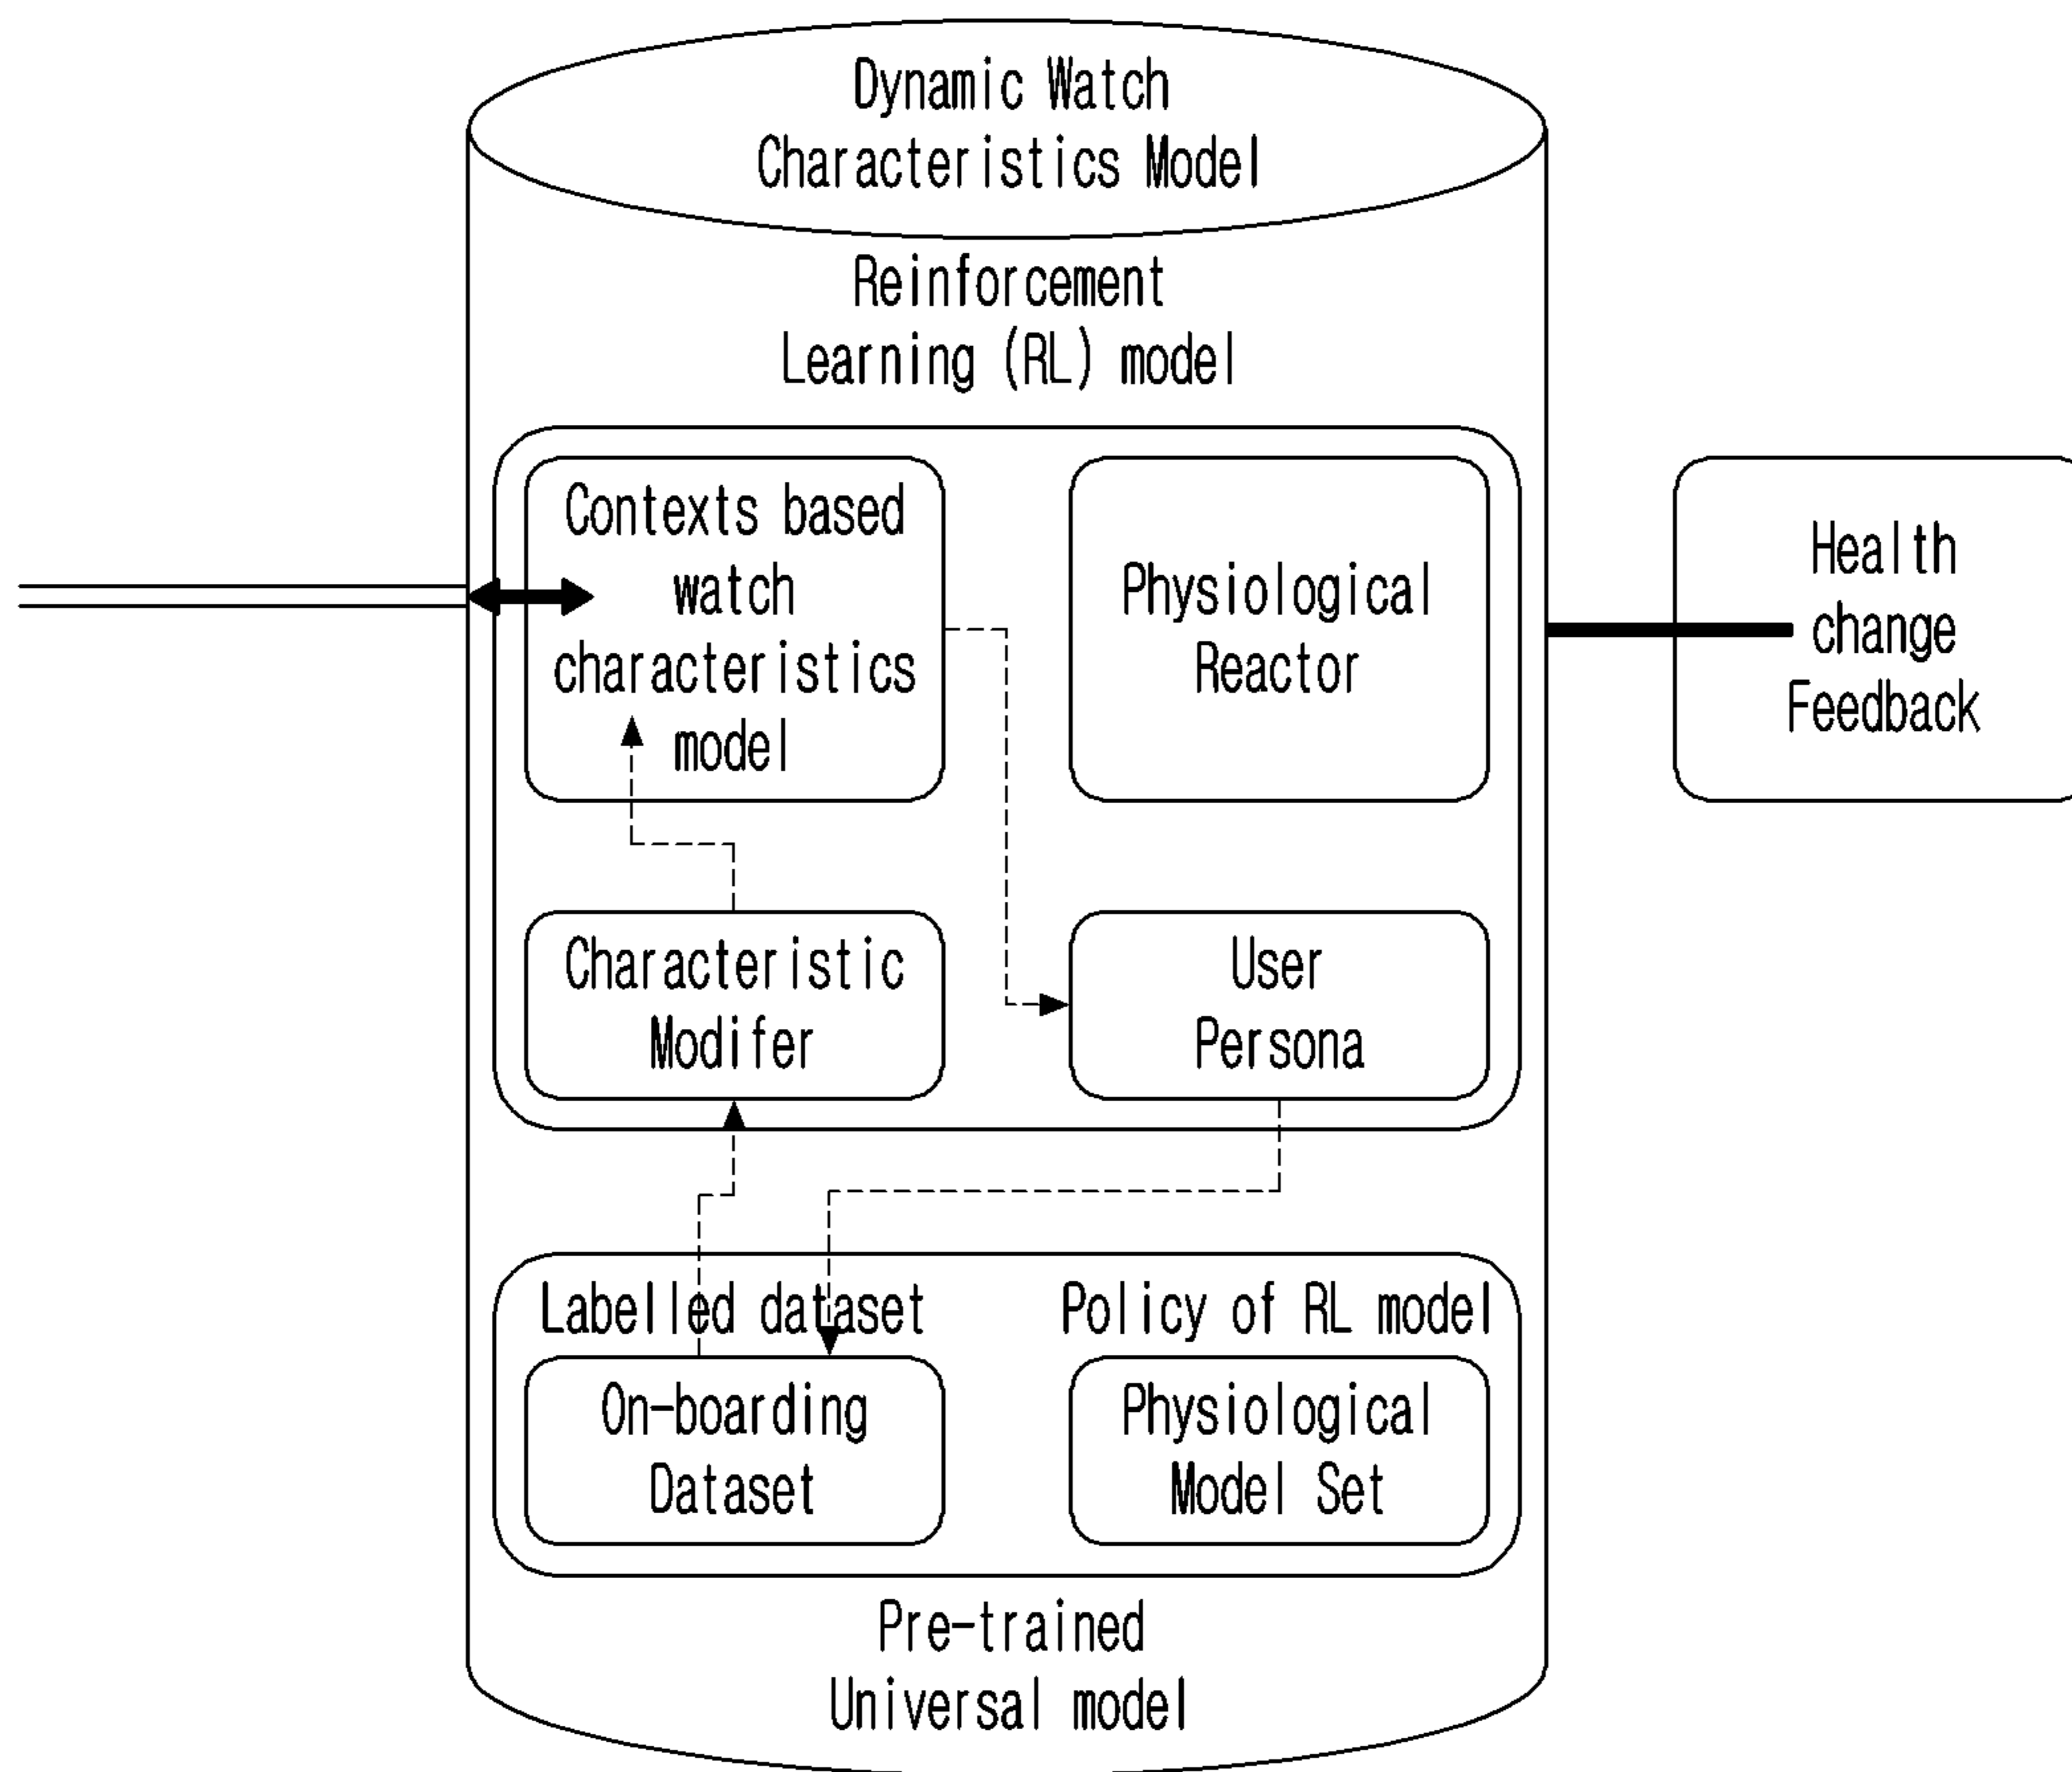 Dynamic Watch
Characteristics Model
Reinforcement
Learning (RL) model
Contexts based
watch
characteristics
model
Physiological
Reactor
Health
change
Feedback
Characteristic
Modifer
User
Persona
Labelled dataset
Policy of RL model
On-boarding
Dataset
Physiological
Model Set
Pre-trained
Universal model